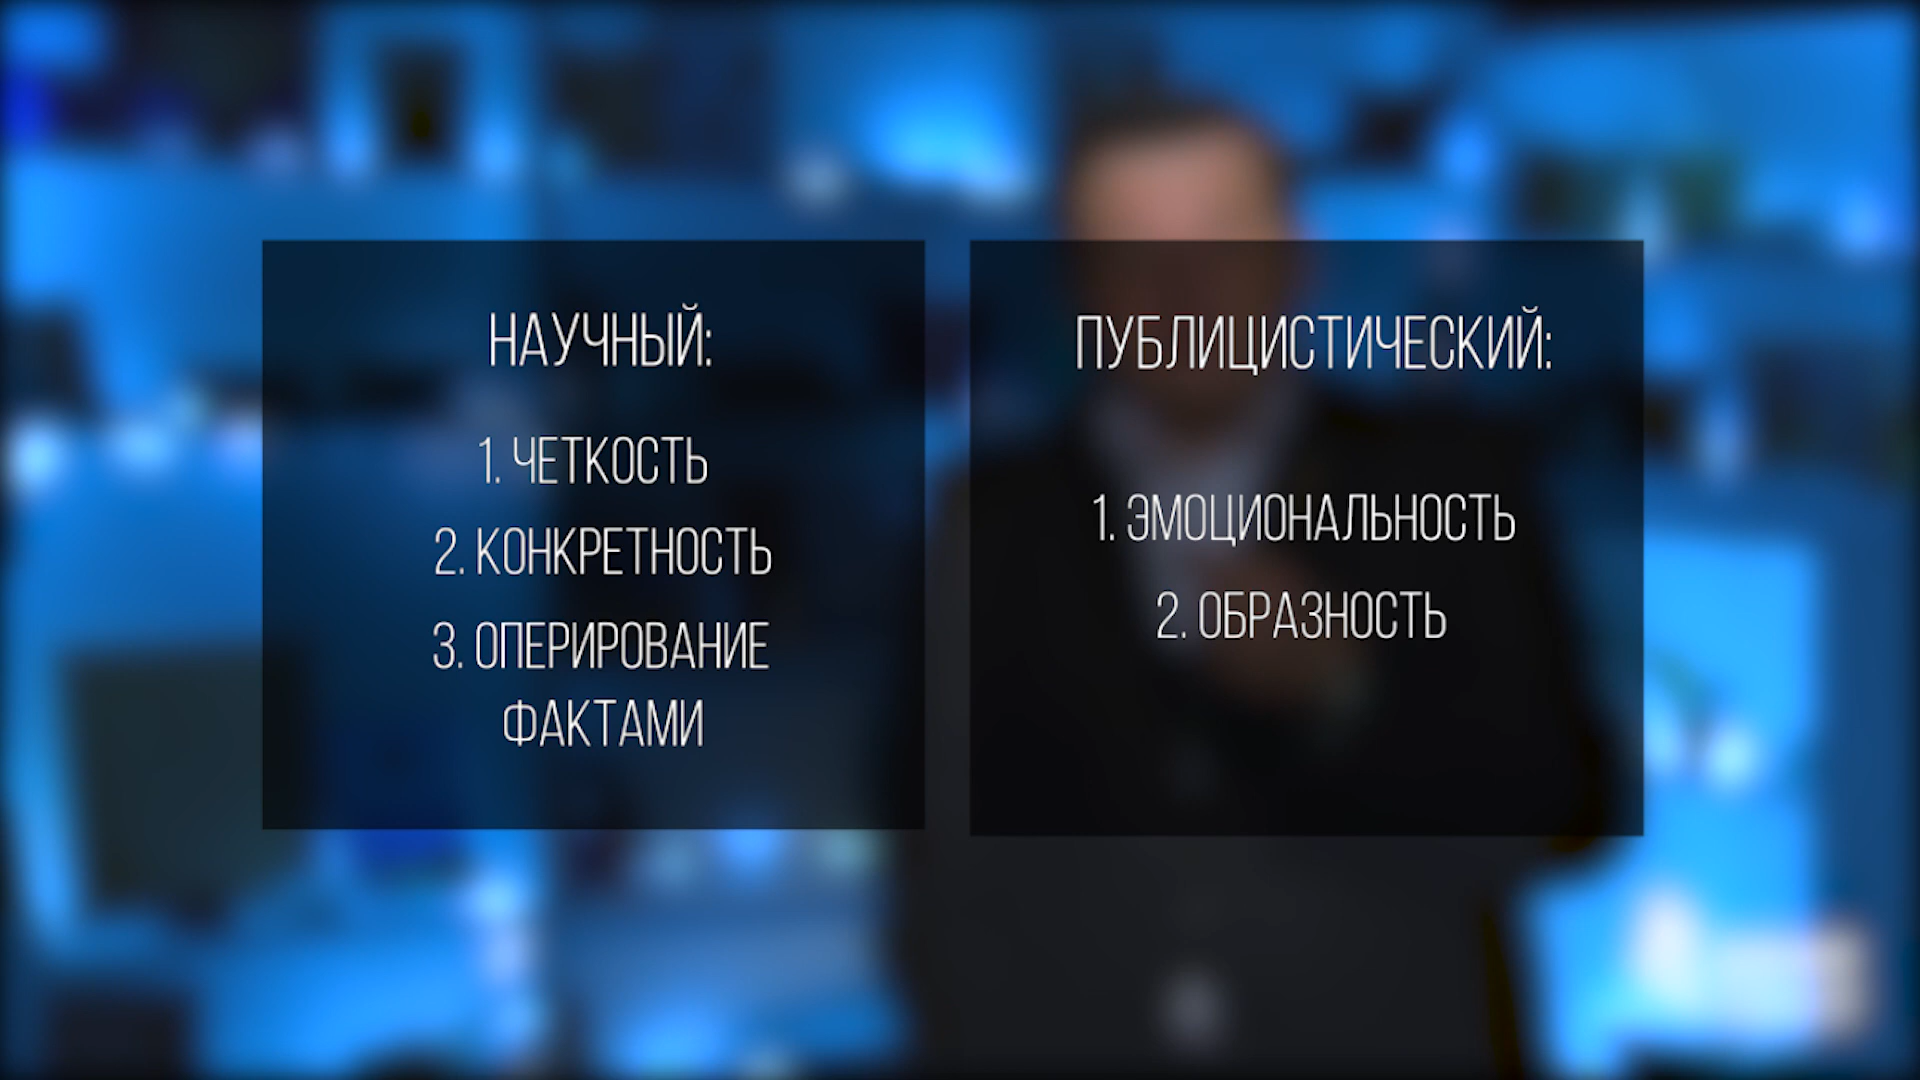 НАУЧНЫЙ:
1. ЧЕТКОСТЬ
2. КОНКРЕТНОСТЬ
3. ОПЕРИРОВАНИЕ
ФАКТАМИ
ПУБЛИЦИСТИЧЕСКИЙ:
1. ЭМОЦИОНАЛЬНОСТЬ
2. ОБРАЗНОСТЬ